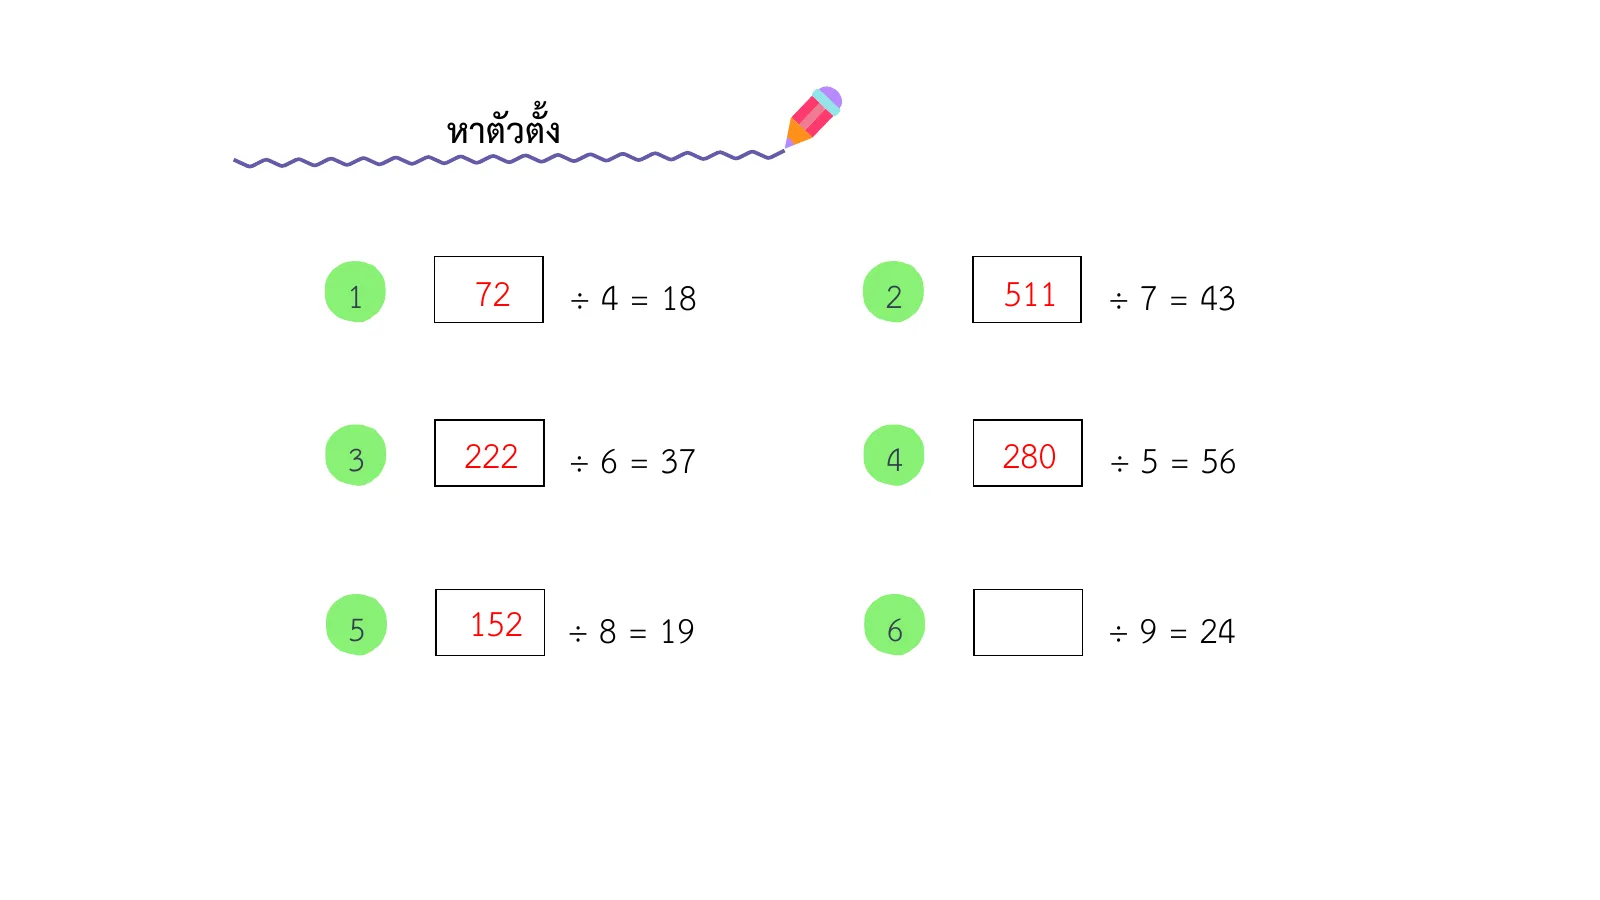 หาตัวตั้ง
1 72 ÷ 4 = 18
2 511 ÷ 7 = 43
3 222 ÷ 6 = 37
4 280 ÷ 5 = 56
5 152 ÷ 8 = 19
6 ÷ 9 = 24